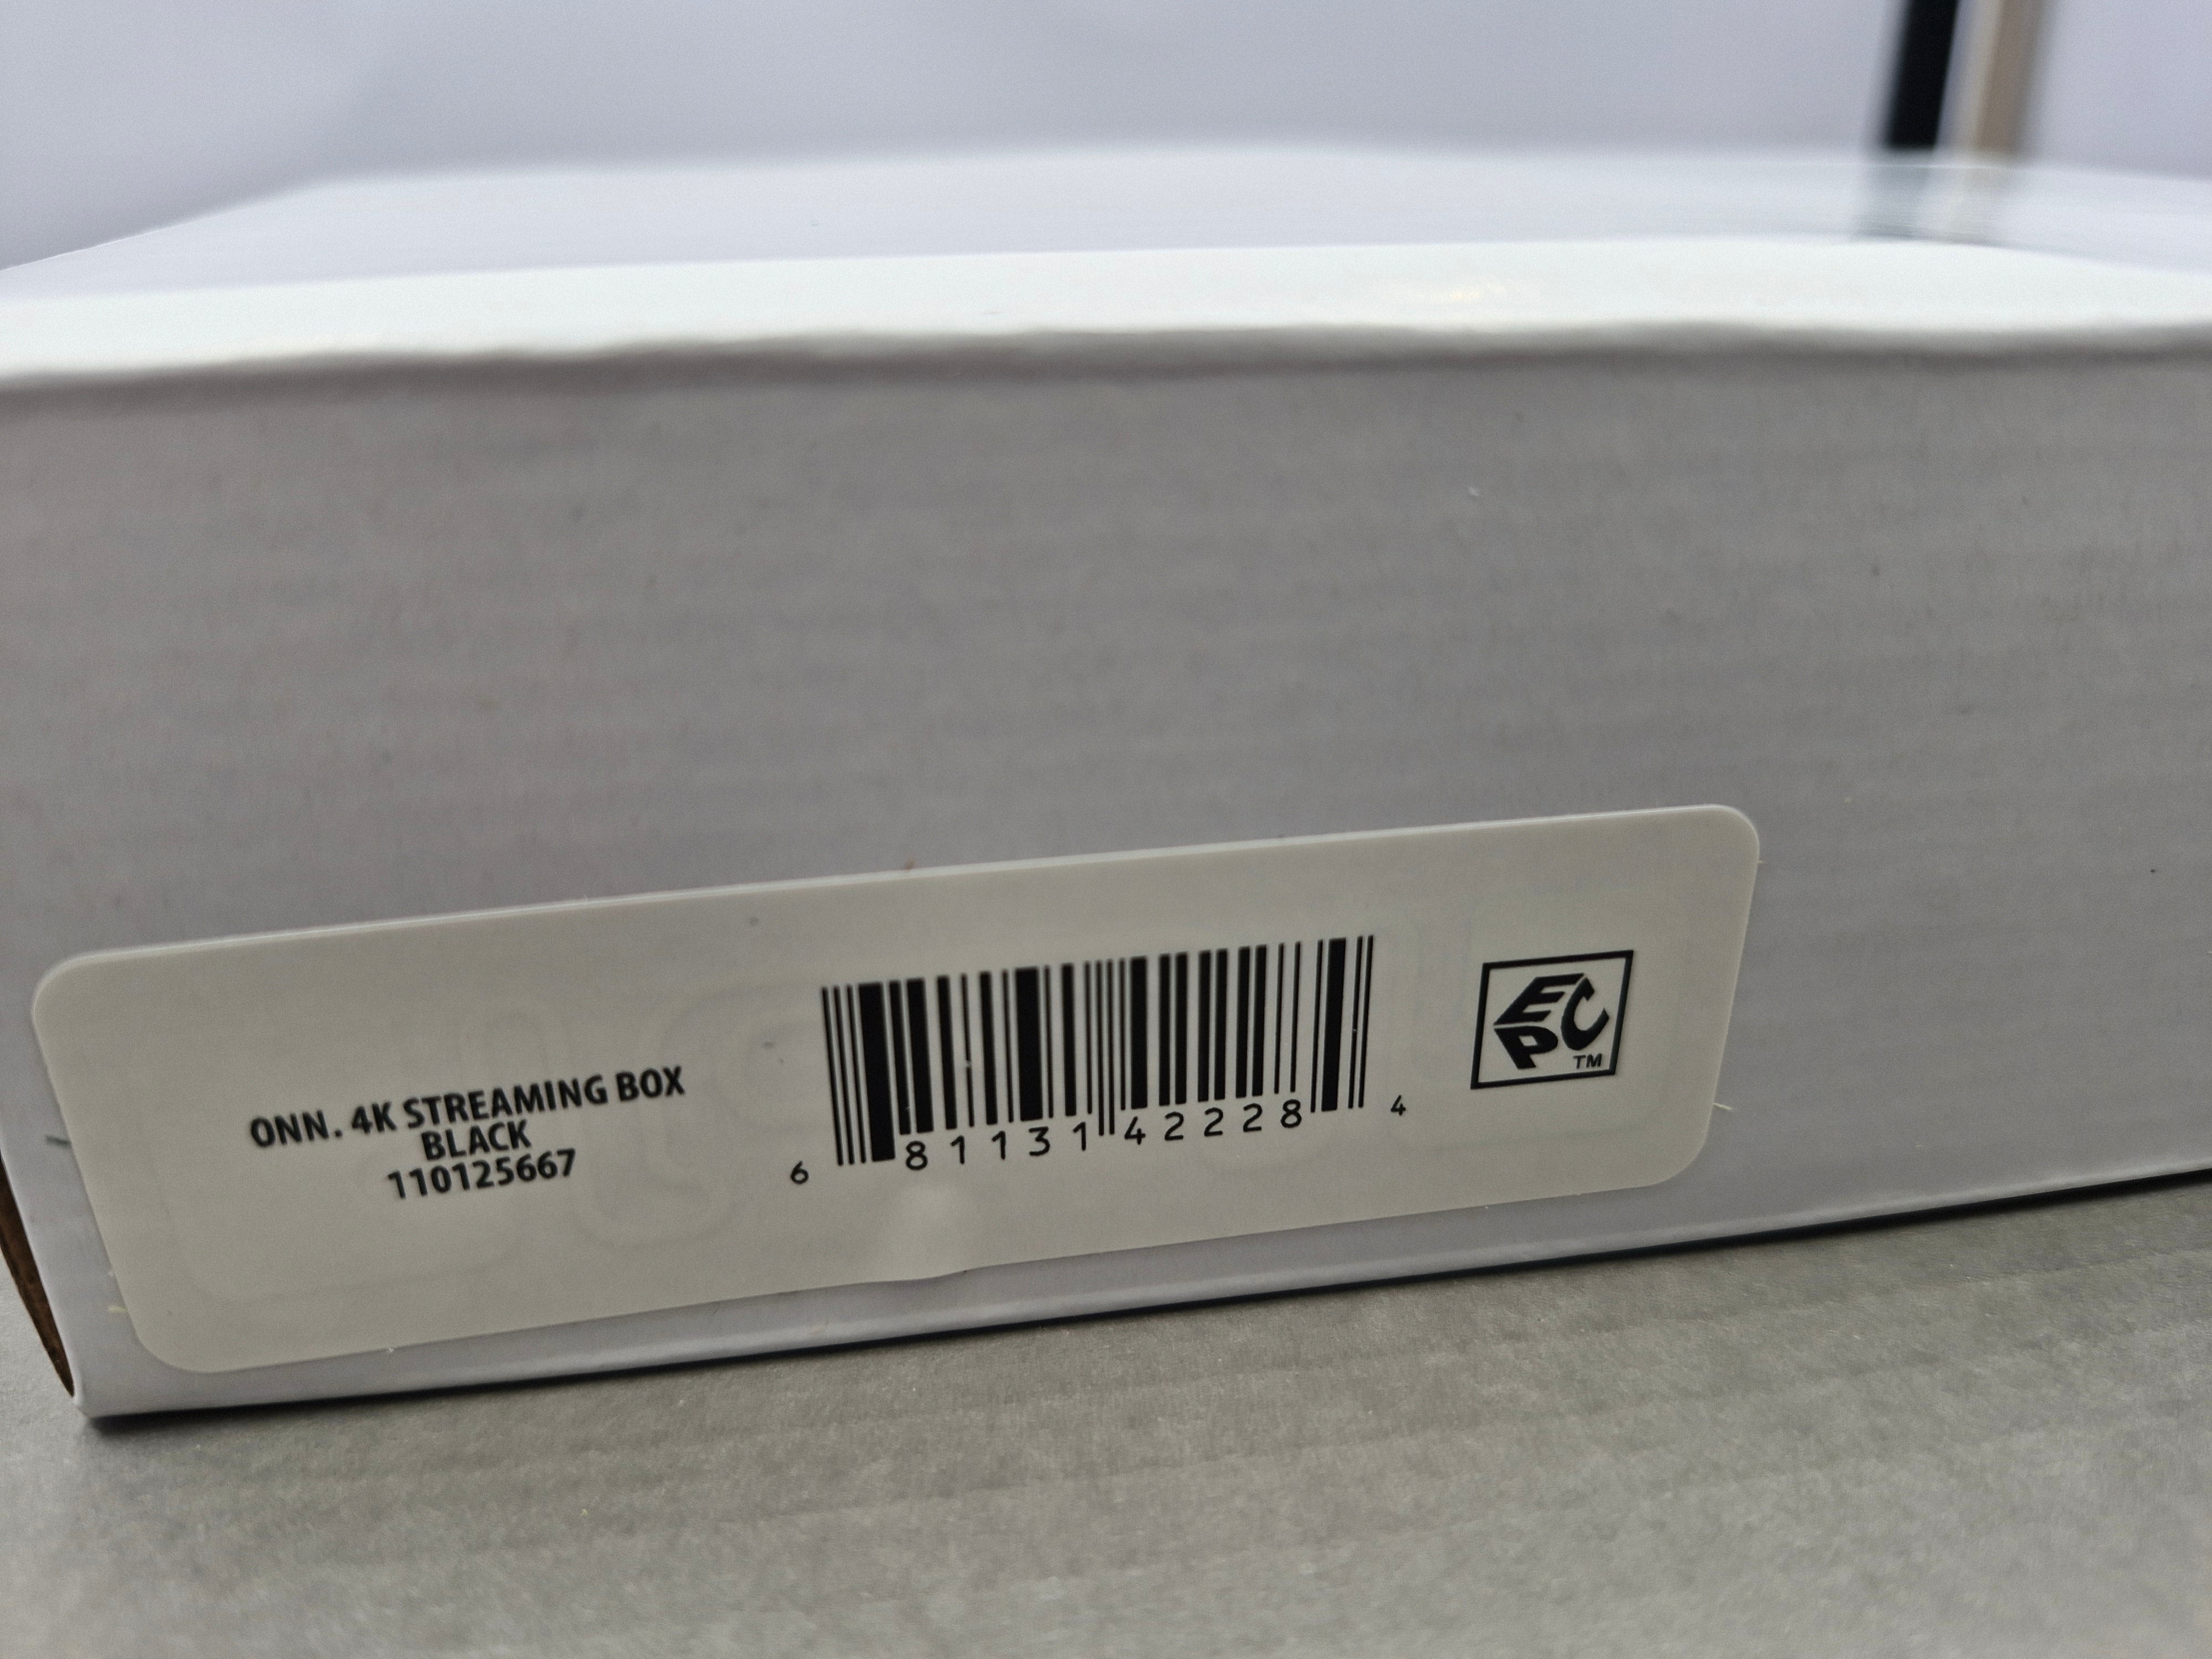 ONN. 4K STREAMING BOX
BLACK
110125667
6 81131 42228 4
EPC
TM